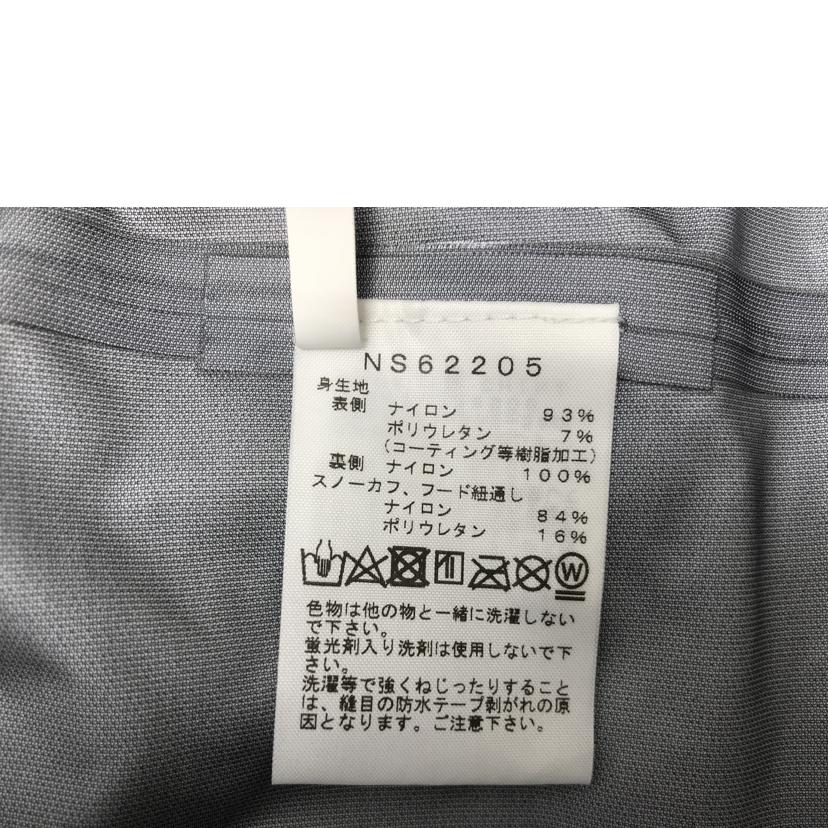 NS62205
身生地
表側 ナイロン 93%
ポリウレタン 7%
(コーティング等樹脂加工)
裏側 ナイロン 100%
スノーカフ、フード紐通し
ナイロン 84%
ポリウレタン 16%
W
色物は他の物と一緒に洗濯しない
で下さい。
蛍光剤入り洗剤は使用しないで下
さい。
洗濯等で強くねじったりすること
は、縫目の防水テープ剥がれの原
因となります。ご注意下さい。